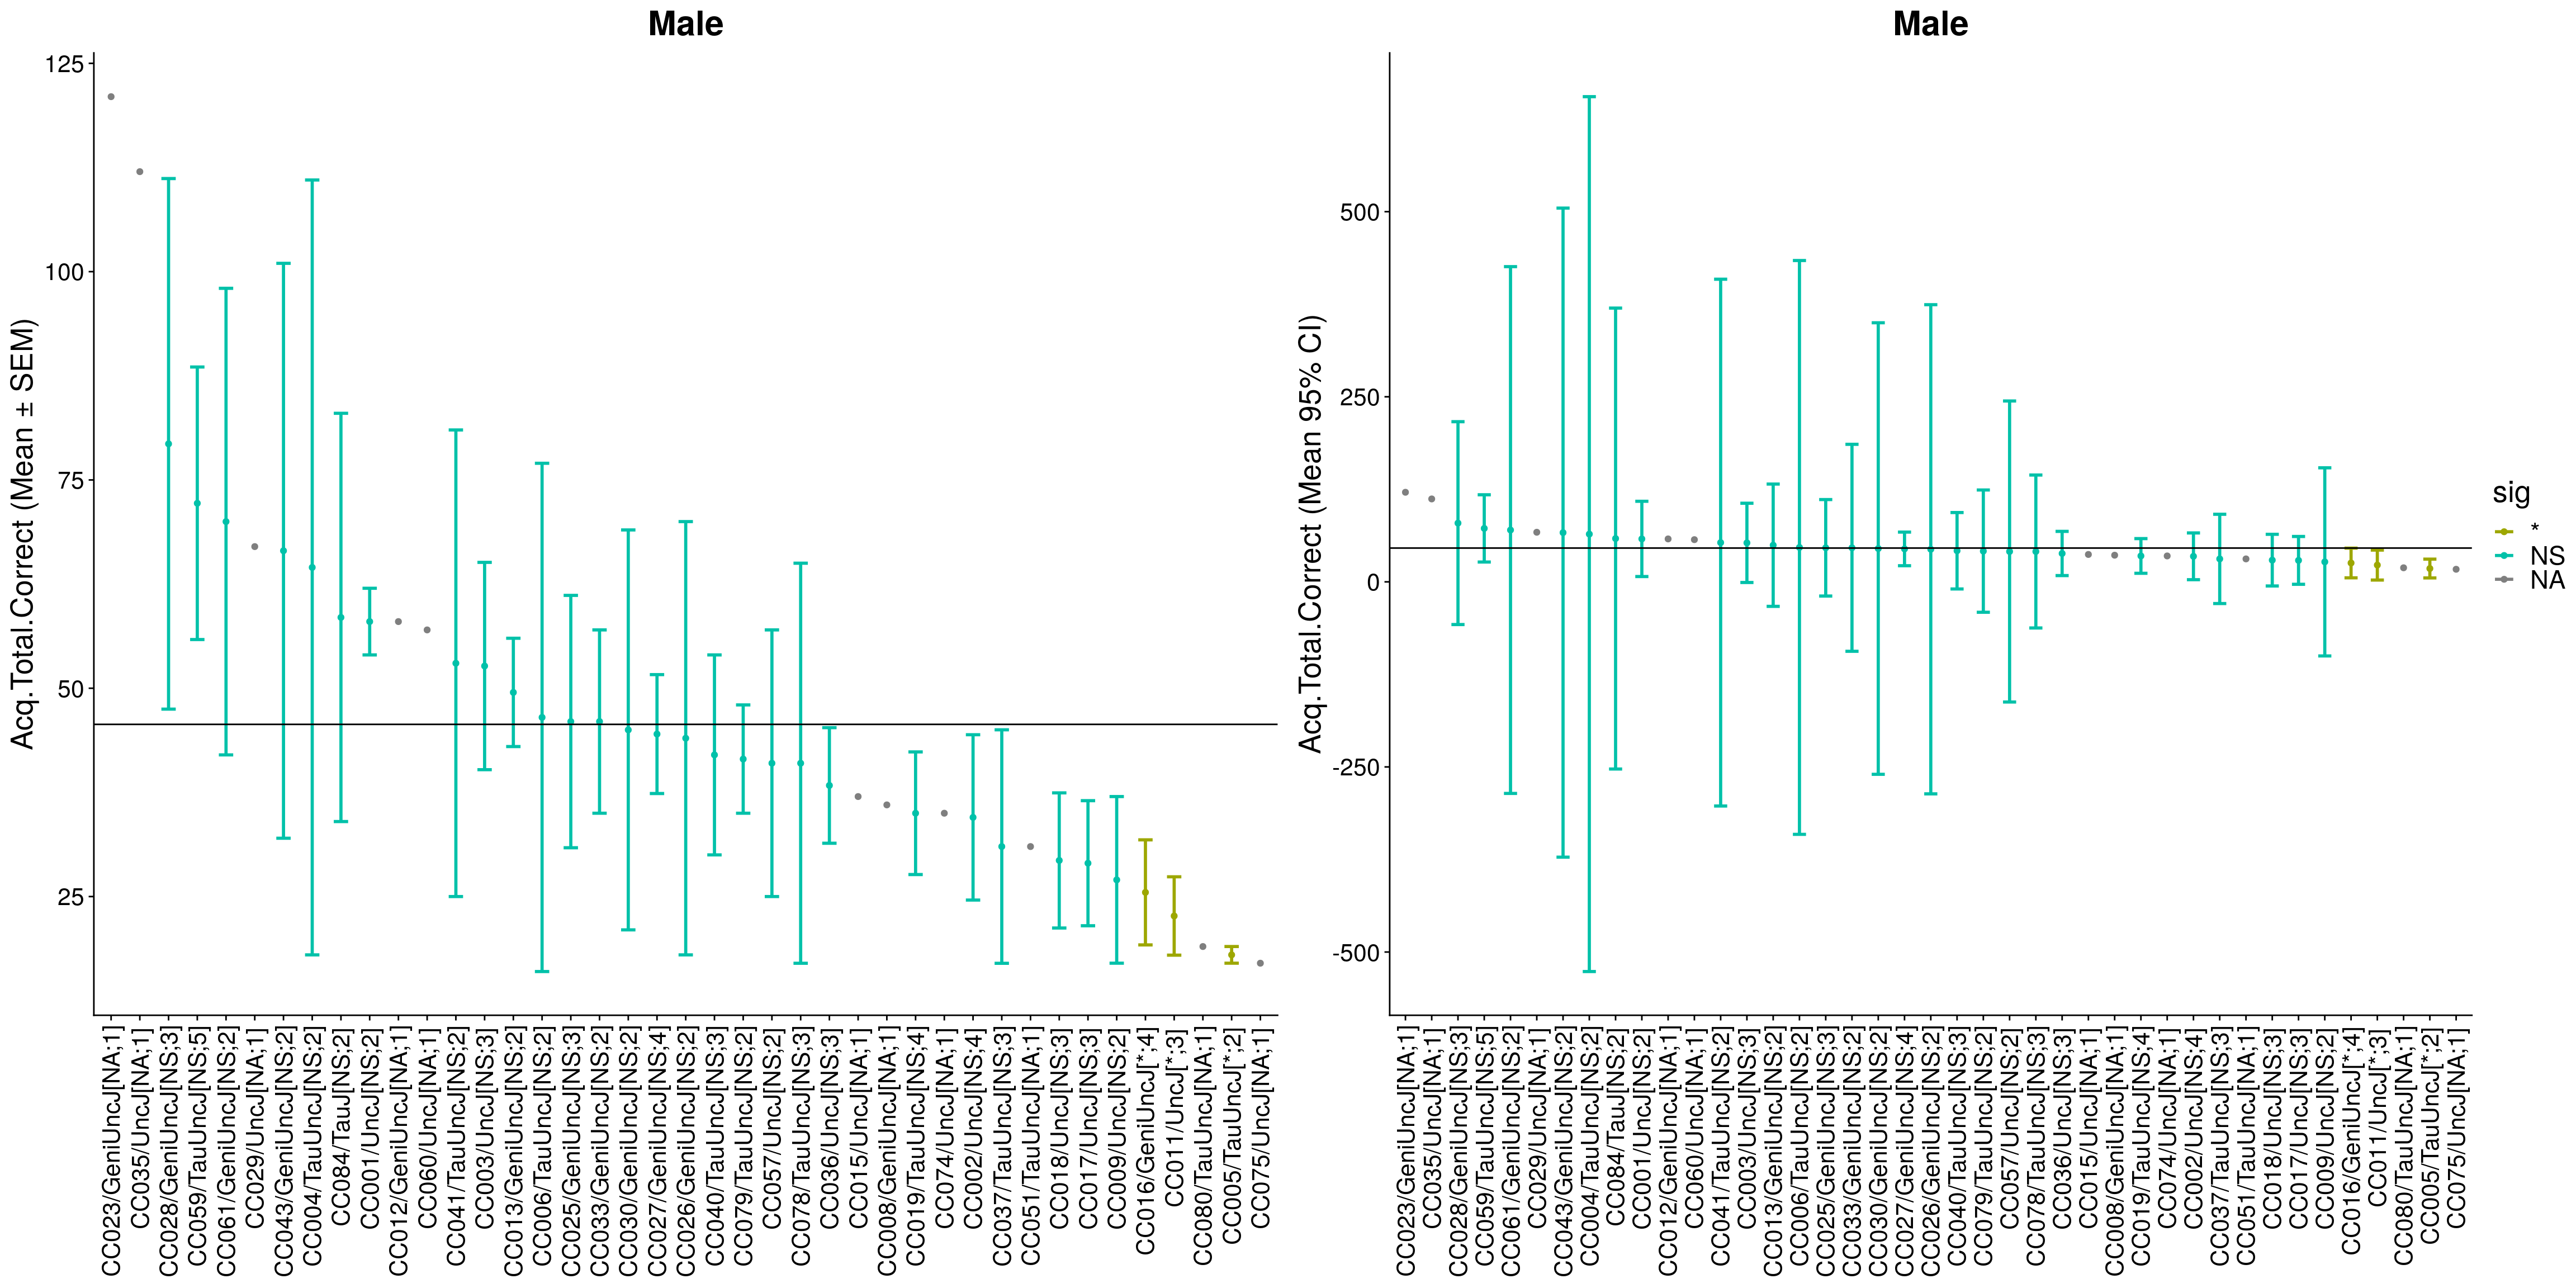 Male
Acq.Total.Correct (Mean ± SEM)
125
100
75
50
25
CC023/GeniUncJ[NA;1]
CC035/UncJ[NA;1]
CC028/GeniUncJ[NS;3]
CC059/TauUncJ[NS;5]
CC061/GeniUncJ[NS;2]
CC029/UncJ[NA;1]
CC043/GeniUncJ[NS;2]
CC004/TauUncJ[NS;2]
CC084/TauJ[NS;2]
CC001/UncJ[NS;2]
CC012/GeniUncJ[NA;1]
CC060/UncJ[NA;1]
CC041/TauUncJ[NS;2]
CC003/UncJ[NS;3]
CC013/GeniUncJ[NS;2]
CC006/TauUncJ[NS;2]
CC025/GeniUncJ[NS;3]
CC033/GeniUncJ[NS;2]
CC030/GeniUncJ[NS;2]
CC027/GeniUncJ[NS;4]
CC026/GeniUncJ[NS;2]
CC040/TauUncJ[NS;3]
CC079/TauUncJ[NS;2]
CC057/UncJ[NS;2]
CC078/TauUncJ[NS;3]
CC036/UncJ[NS;3]
CC015/UncJ[NA;1]
CC008/GeniUncJ[NA;1]
CC019/TauUncJ[NS;4]
CC074/UncJ[NA;1]
CC002/UncJ[NS;4]
CC037/TauUncJ[NS;3]
CC051/TauUncJ[NA;1]
CC018/UncJ[NS;3]
CC017/UncJ[NS;3]
CC009/UncJ[NS;2]
CC016/GeniUncJ[*;4]
CC011/UncJ[*;3]
CC080/TauUncJ[NA;1]
CC005/TauUncJ[*;2]
CC075/UncJ[NA;1]
Male
Acq.Total.Correct (Mean 95% CI)
500
250
0
-250
-500
CC023/GeniUncJ[NA;1]
CC035/UncJ[NA;1]
CC028/GeniUncJ[NS;3]
CC059/TauUncJ[NS;5]
CC061/GeniUncJ[NS;2]
CC029/UncJ[NA;1]
CC043/GeniUncJ[NS;2]
CC004/TauUncJ[NS;2]
CC084/TauJ[NS;2]
CC001/UncJ[NS;2]
CC012/GeniUncJ[NA;1]
CC060/UncJ[NA;1]
CC041/TauUncJ[NS;2]
CC003/UncJ[NS;3]
CC013/GeniUncJ[NS;2]
CC006/TauUncJ[NS;2]
CC025/GeniUncJ[NS;3]
CC033/GeniUncJ[NS;2]
CC030/GeniUncJ[NS;2]
CC027/GeniUncJ[NS;4]
CC026/GeniUncJ[NS;2]
CC040/TauUncJ[NS;3]
CC079/TauUncJ[NS;2]
CC057/UncJ[NS;2]
CC078/TauUncJ[NS;3]
CC036/UncJ[NS;3]
CC015/UncJ[NA;1]
CC008/GeniUncJ[NA;1]
CC019/TauUncJ[NS;4]
CC074/UncJ[NA;1]
CC002/UncJ[NS;4]
CC037/TauUncJ[NS;3]
CC051/TauUncJ[NA;1]
CC018/UncJ[NS;3]
CC017/UncJ[NS;3]
CC009/UncJ[NS;2]
CC016/GeniUncJ[*;4]
CC011/UncJ[*;3]
CC080/TauUncJ[NA;1]
CC005/TauUncJ[*;2]
CC075/UncJ[NA;1]
sig
*
NS
NA